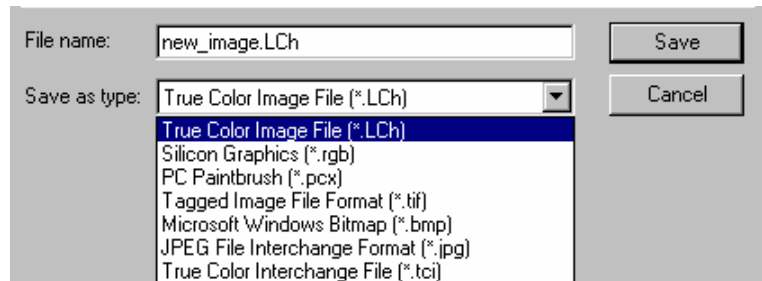 File name: new_image.LCh Save
Save as type: True Color Image File (*.LCh) Cancel
True Color Image File (*.LCh)
Silicon Graphics (*.rgb)
PC Paintbrush (*.pcx)
Tagged Image File Format (*.tif)
Microsoft Windows Bitmap (*.bmp)
JPEG File Interchange Format (*.jpg)
True Color Interchange File (*.tci)